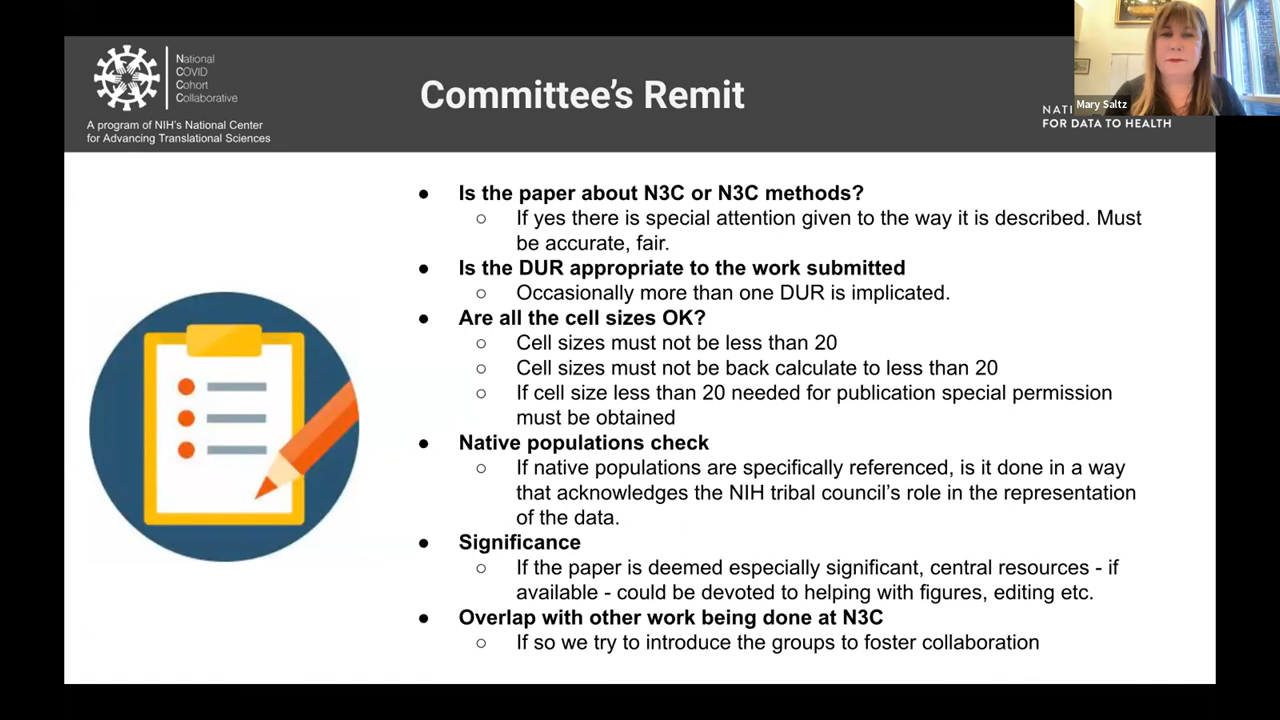 National
COVID
Cohort
Collaborative
A program of NIH's National Center
for Advancing Translational Sciences
Committee's Remit
Mary Saltz
FOR DATA TO HEALTH
● Is the paper about N3C or N3C methods?
○ If yes there is special attention given to the way it is described. Must
be accurate, fair.
● Is the DUR appropriate to the work submitted
○ Occasionally more than one DUR is implicated.
● Are all the cell sizes OK?
○ Cell sizes must not be less than 20
○ Cell sizes must not be back calculate to less than 20
○ If cell size less than 20 needed for publication special permission
must be obtained
● Native populations check
○ If native populations are specifically referenced, is it done in a way
that acknowledges the NIH tribal council's role in the representation
of the data.
● Significance
○ If the paper is deemed especially significant, central resources - if
available - could be devoted to helping with figures, editing etc.
● Overlap with other work being done at N3C
○ If so we try to introduce the groups to foster collaboration